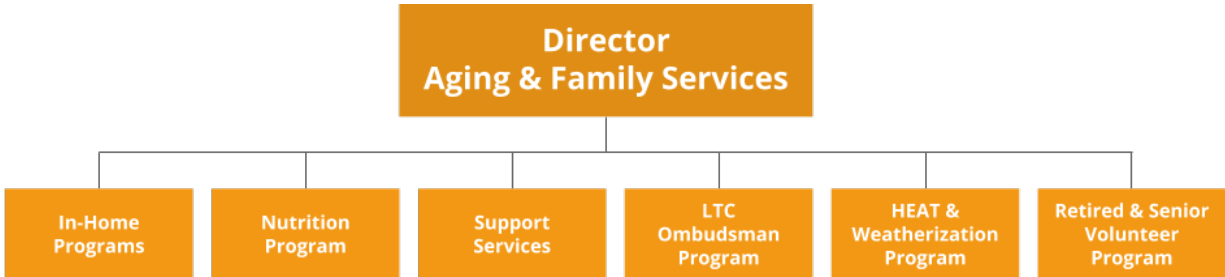 Director
Aging & Family Services
In-Home
Programs
Nutrition
Program
Support
Services
LTC
Ombudsman
Program
HEAT &
Weatherization
Program
Retired & Senior
Volunteer
Program